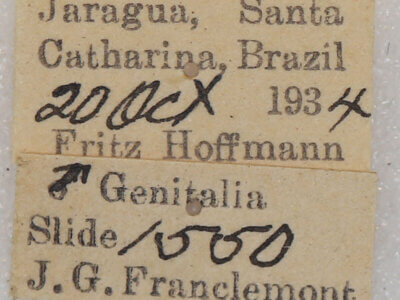 Jaragua, Santa
Catharina, Brazil
20 Oct 1934
Fritz Hoffmann
♂ Genitalia
Slide 1550
J. G. Franclemont